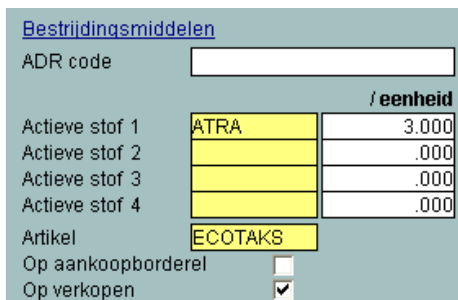 Bestrijdingsmiddelen
ADR code
/ eenheid
Actieve stof 1 ATRA 3.000
Actieve stof 2 .000
Actieve stof 3 .000
Actieve stof 4 .000
Artikel ECOTAKS
Op aankoopborderel
Op verkopen